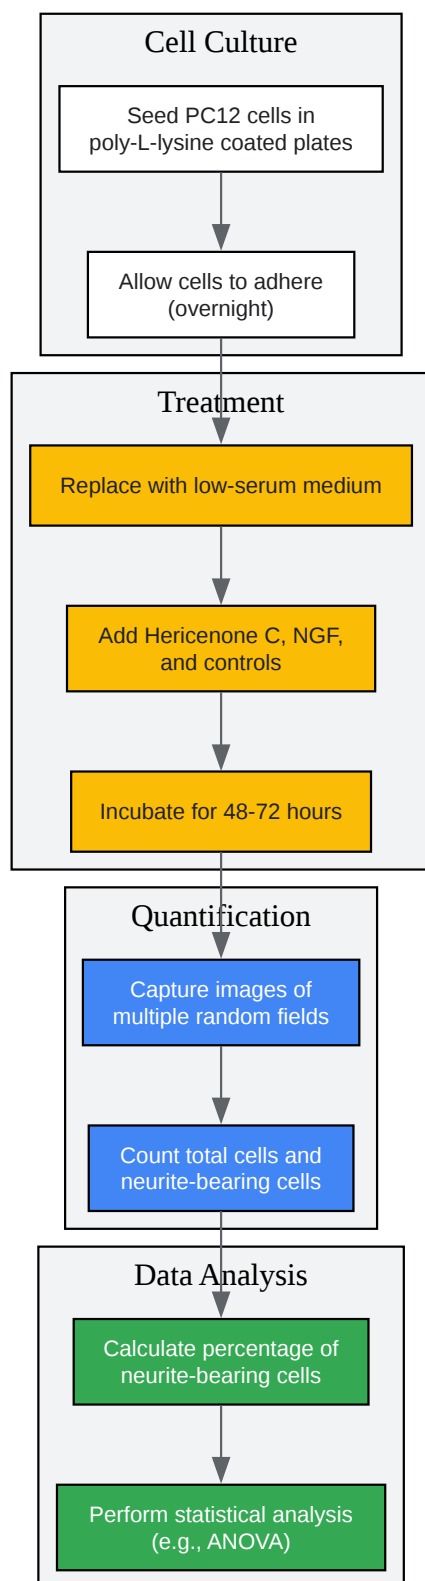 Cell Culture
Seed PC12 cells in
poly-L-lysine coated plates
Allow cells to adhere
(overnight)
Treatment
Replace with low-serum medium
Add Hericenone C, NGF,
and controls
Incubate for 48-72 hours
Quantification
Capture images of
multiple random fields
Count total cells and
neurite-bearing cells
Data Analysis
Calculate percentage of
neurite-bearing cells
Perform statistical analysis
(e.g., ANOVA)